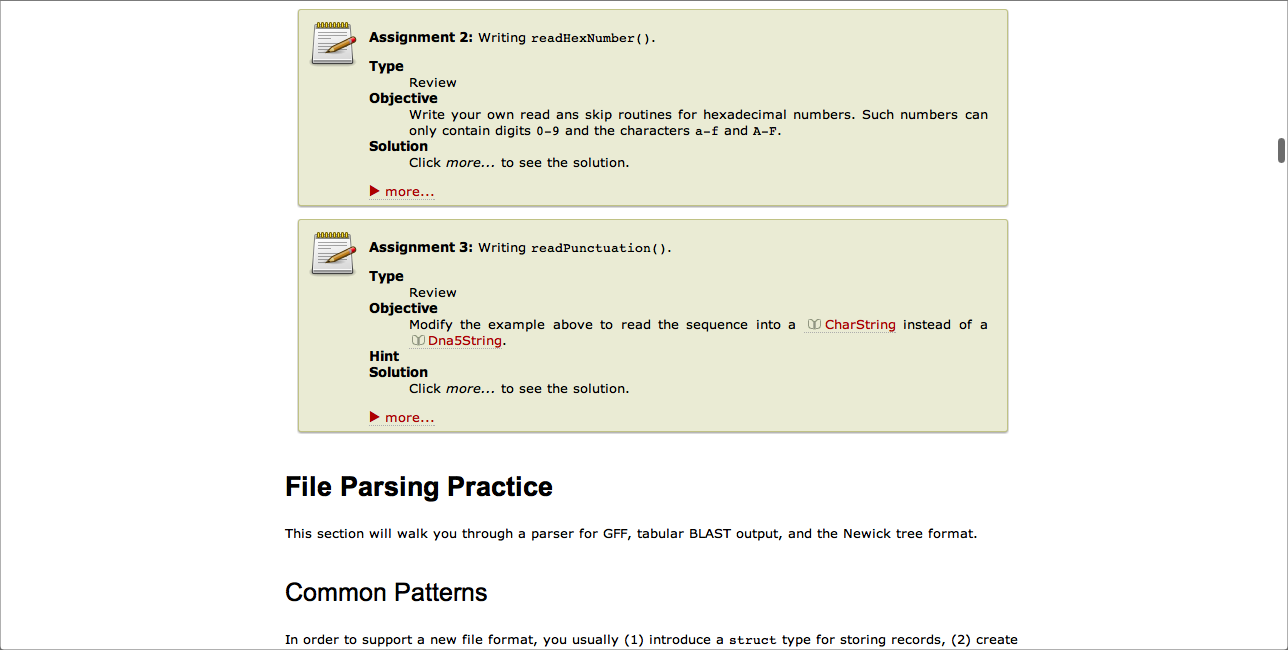 Assignment 2: Writing readHexNumber().
Type
Review
Objective
Write your own read ans skip routines for hexadecimal numbers. Such numbers can
only contain digits 0-9 and the characters a-f and A-F.
Solution
Click more... to see the solution.
more...
Assignment 3: Writing readPunctuation().
Type
Review
Objective
Modify the example above to read the sequence into a CharString instead of a
Dna5String.
Hint
Solution
Click more... to see the solution.
more...
File Parsing Practice
This section will walk you through a parser for GFF, tabular BLAST output, and the Newick tree format.
Common Patterns
In order to support a new file format, you usually (1) introduce a struct type for storing records, (2) create